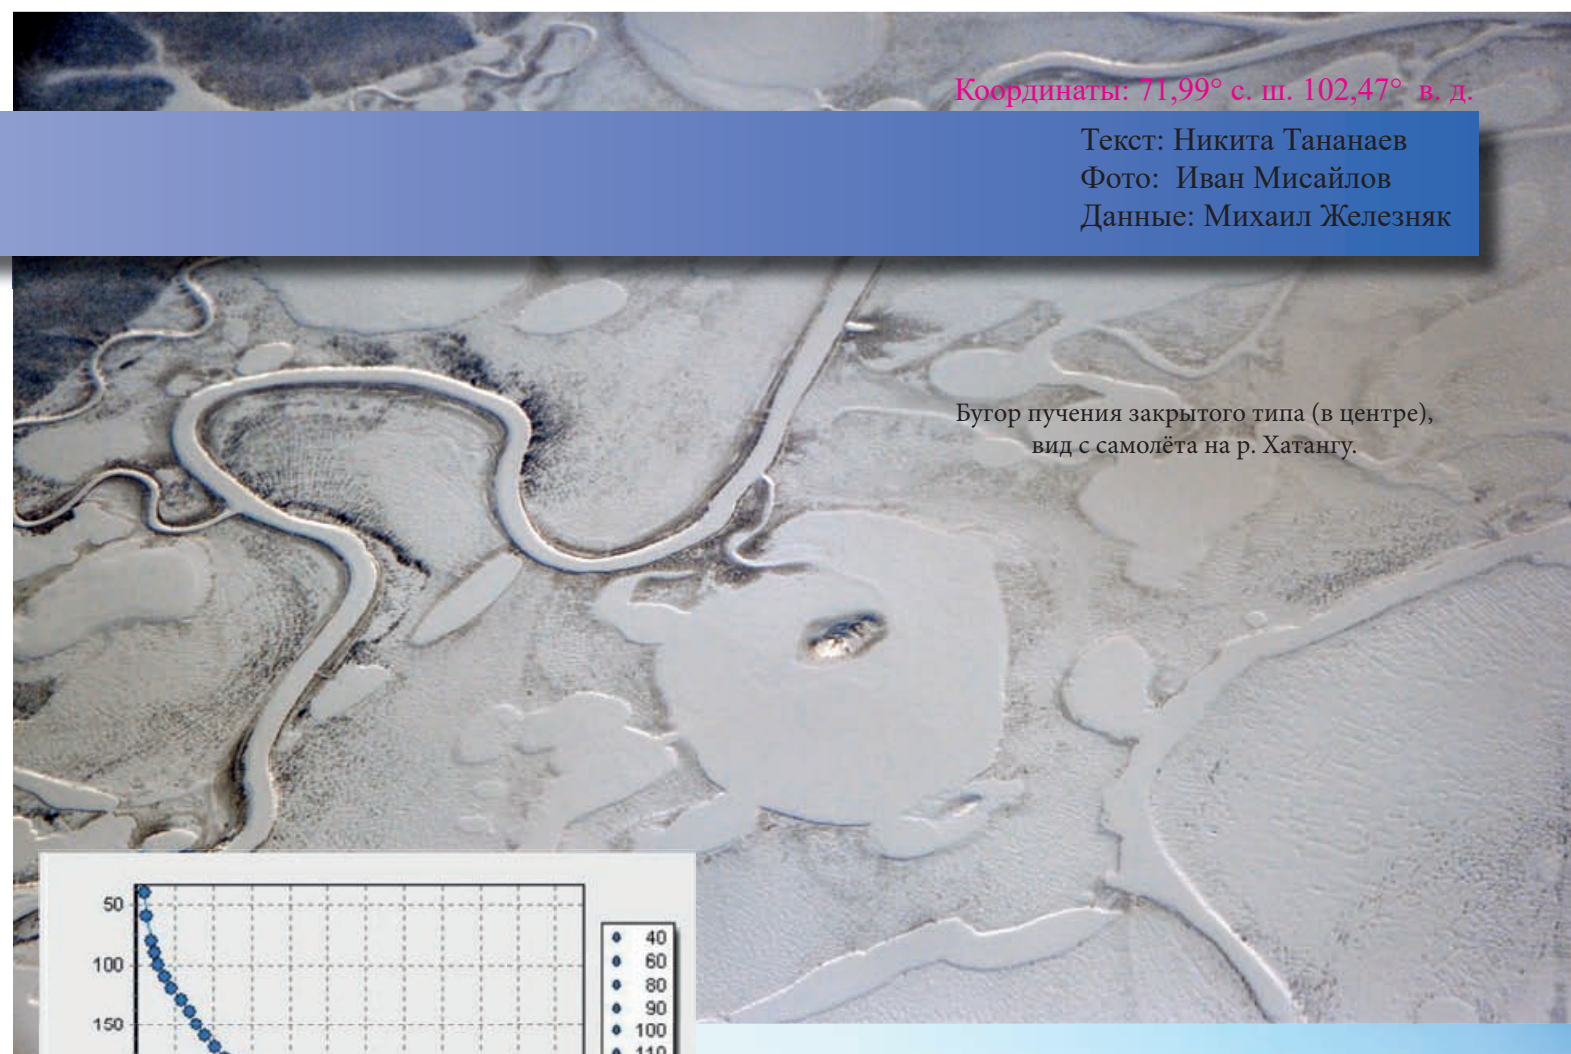 Координаты: 71,99° с. ш. 102,47° в. д.
Текст: Никита Тананаев
Фото: Иван Мисайлов
Данные: Михаил Железняк
Бугор пучения закрытого типа (в центре),
вид с самолёта на р. Хатангу.
50
100
150
40
60
80
90
100
110